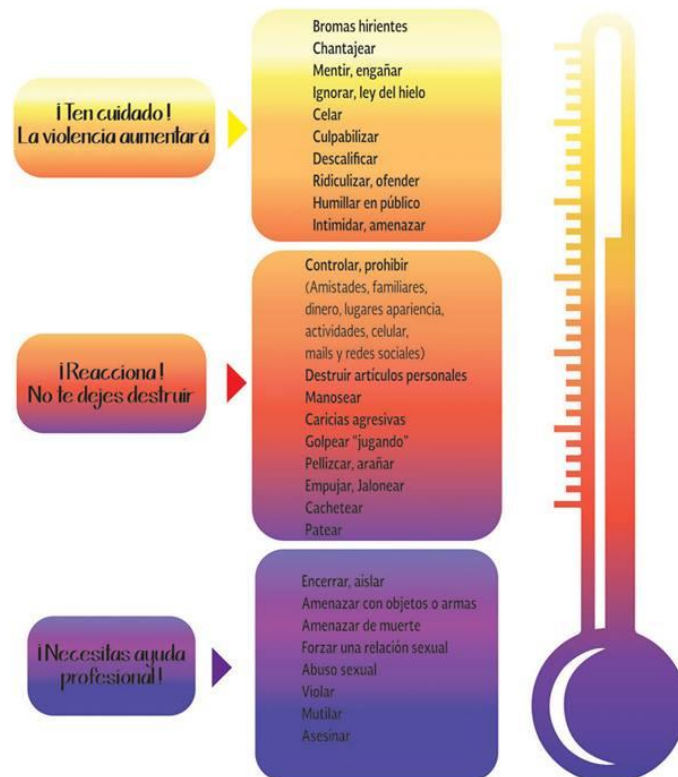 ¡Ten cuidado!
La violencia aumentará
Bromas hirientes
Chantajear
Mentir, engañar
Ignorar, ley del hielo
Celar
Culpabilizar
Descalificar
Ridiculizar, ofender
Humillar en público
Intimidar, amenazar
¡Reacciona!
No te dejes destruir
Controlar, prohibir
(Amistades, familiares,
dinero, lugares apariencia,
actividades, celular,
mails y redes sociales)
Destruir artículos personales
Manosear
Caricias agresivas
Golpear "jugando"
Pellizcar, arañar
Empujar, Jalonear
Cachetear
Patear
¡Necesitas ayuda
profesional!
Encerrar, aislar
Amenazar con objetos o armas
Amenazar de muerte
Forzar una relación sexual
Abuso sexual
Violar
Mutilar
Asesinar